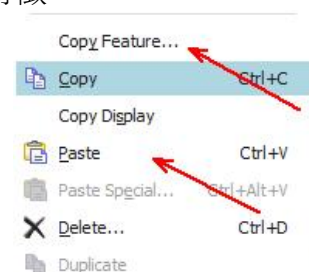 Copy Feature...
Copy Ctrl+C
Copy Display
Paste Ctrl+V
Paste Special... Ctrl+Alt+V
Delete... Ctrl+D
Duplicate